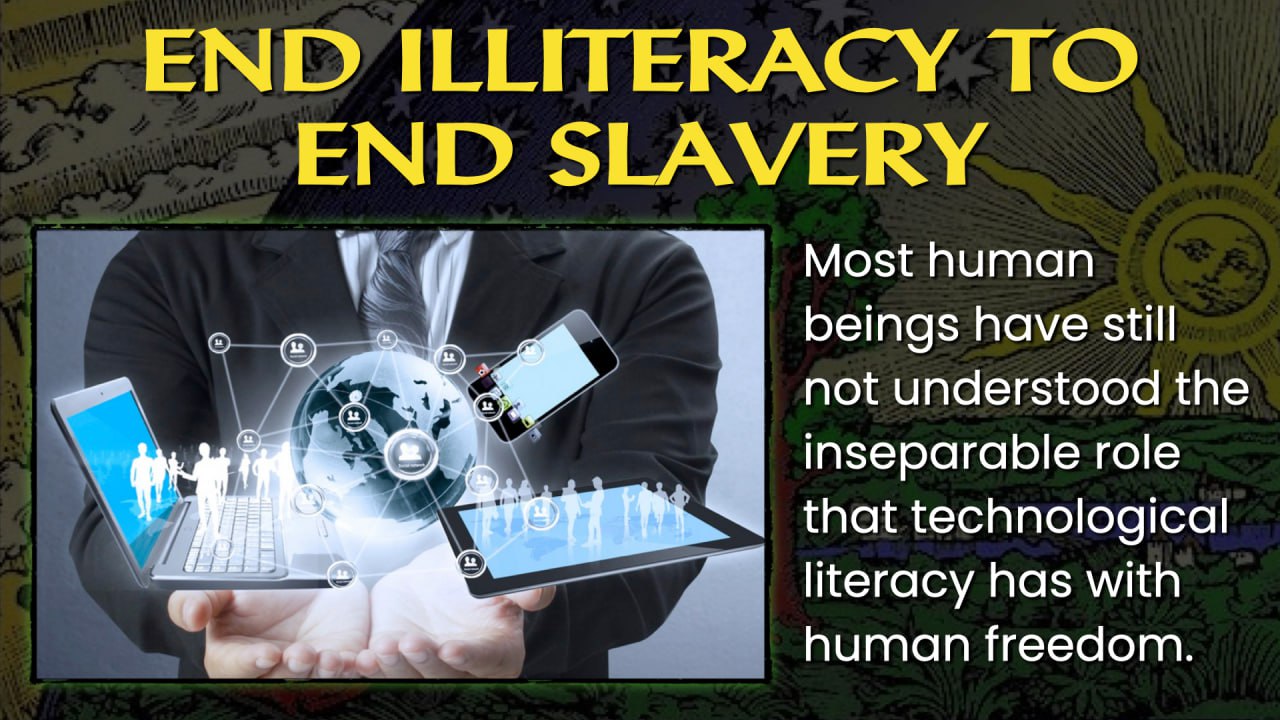 END ILLITERACY TO
END SLAVERY
Most human
beings have still
not understood the
inseparable role
that technological
literacy has with
human freedom.